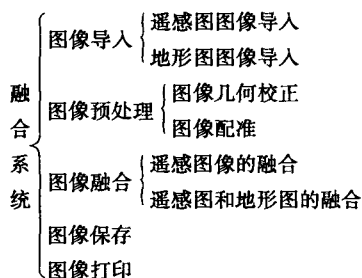 融合系统
图像导入
遥感图图像导入
地形图图像导入
图像预处理
图像几何校正
图像配准
图像融合
遥感图像的融合
遥感图和地形图的融合
图像保存
图像打印